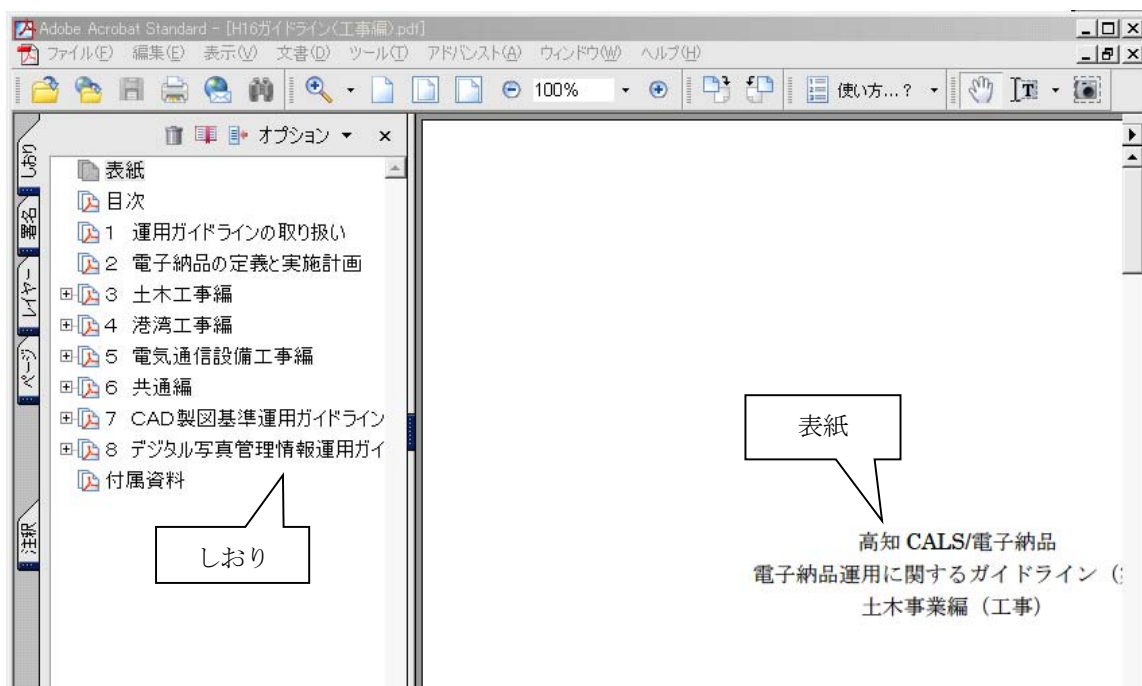 Adobe Acrobat Standard - [H16ガイドライン(工事編).pdf]
ファイル(F) 編集(E) 表示(V) 文書(D) ツール(T) アドバンスト(A) ウィンドウ(W) ヘルプ(H)
100% 使い方...?
オプション
しおり
署名
レイヤー
ページ
注釈
表紙
目次
1 運用ガイドラインの取り扱い
2 電子納品の定義と実施計画
3 土木工事編
4 港湾工事編
5 電気通信設備工事編
6 共通編
7 CAD製図基準運用ガイドライン
8 デジタル写真管理情報運用ガイ
付属資料
しおり
表紙
高知 CALS/電子納品
電子納品運用に関するガイドライン（
土木事業編（工事）